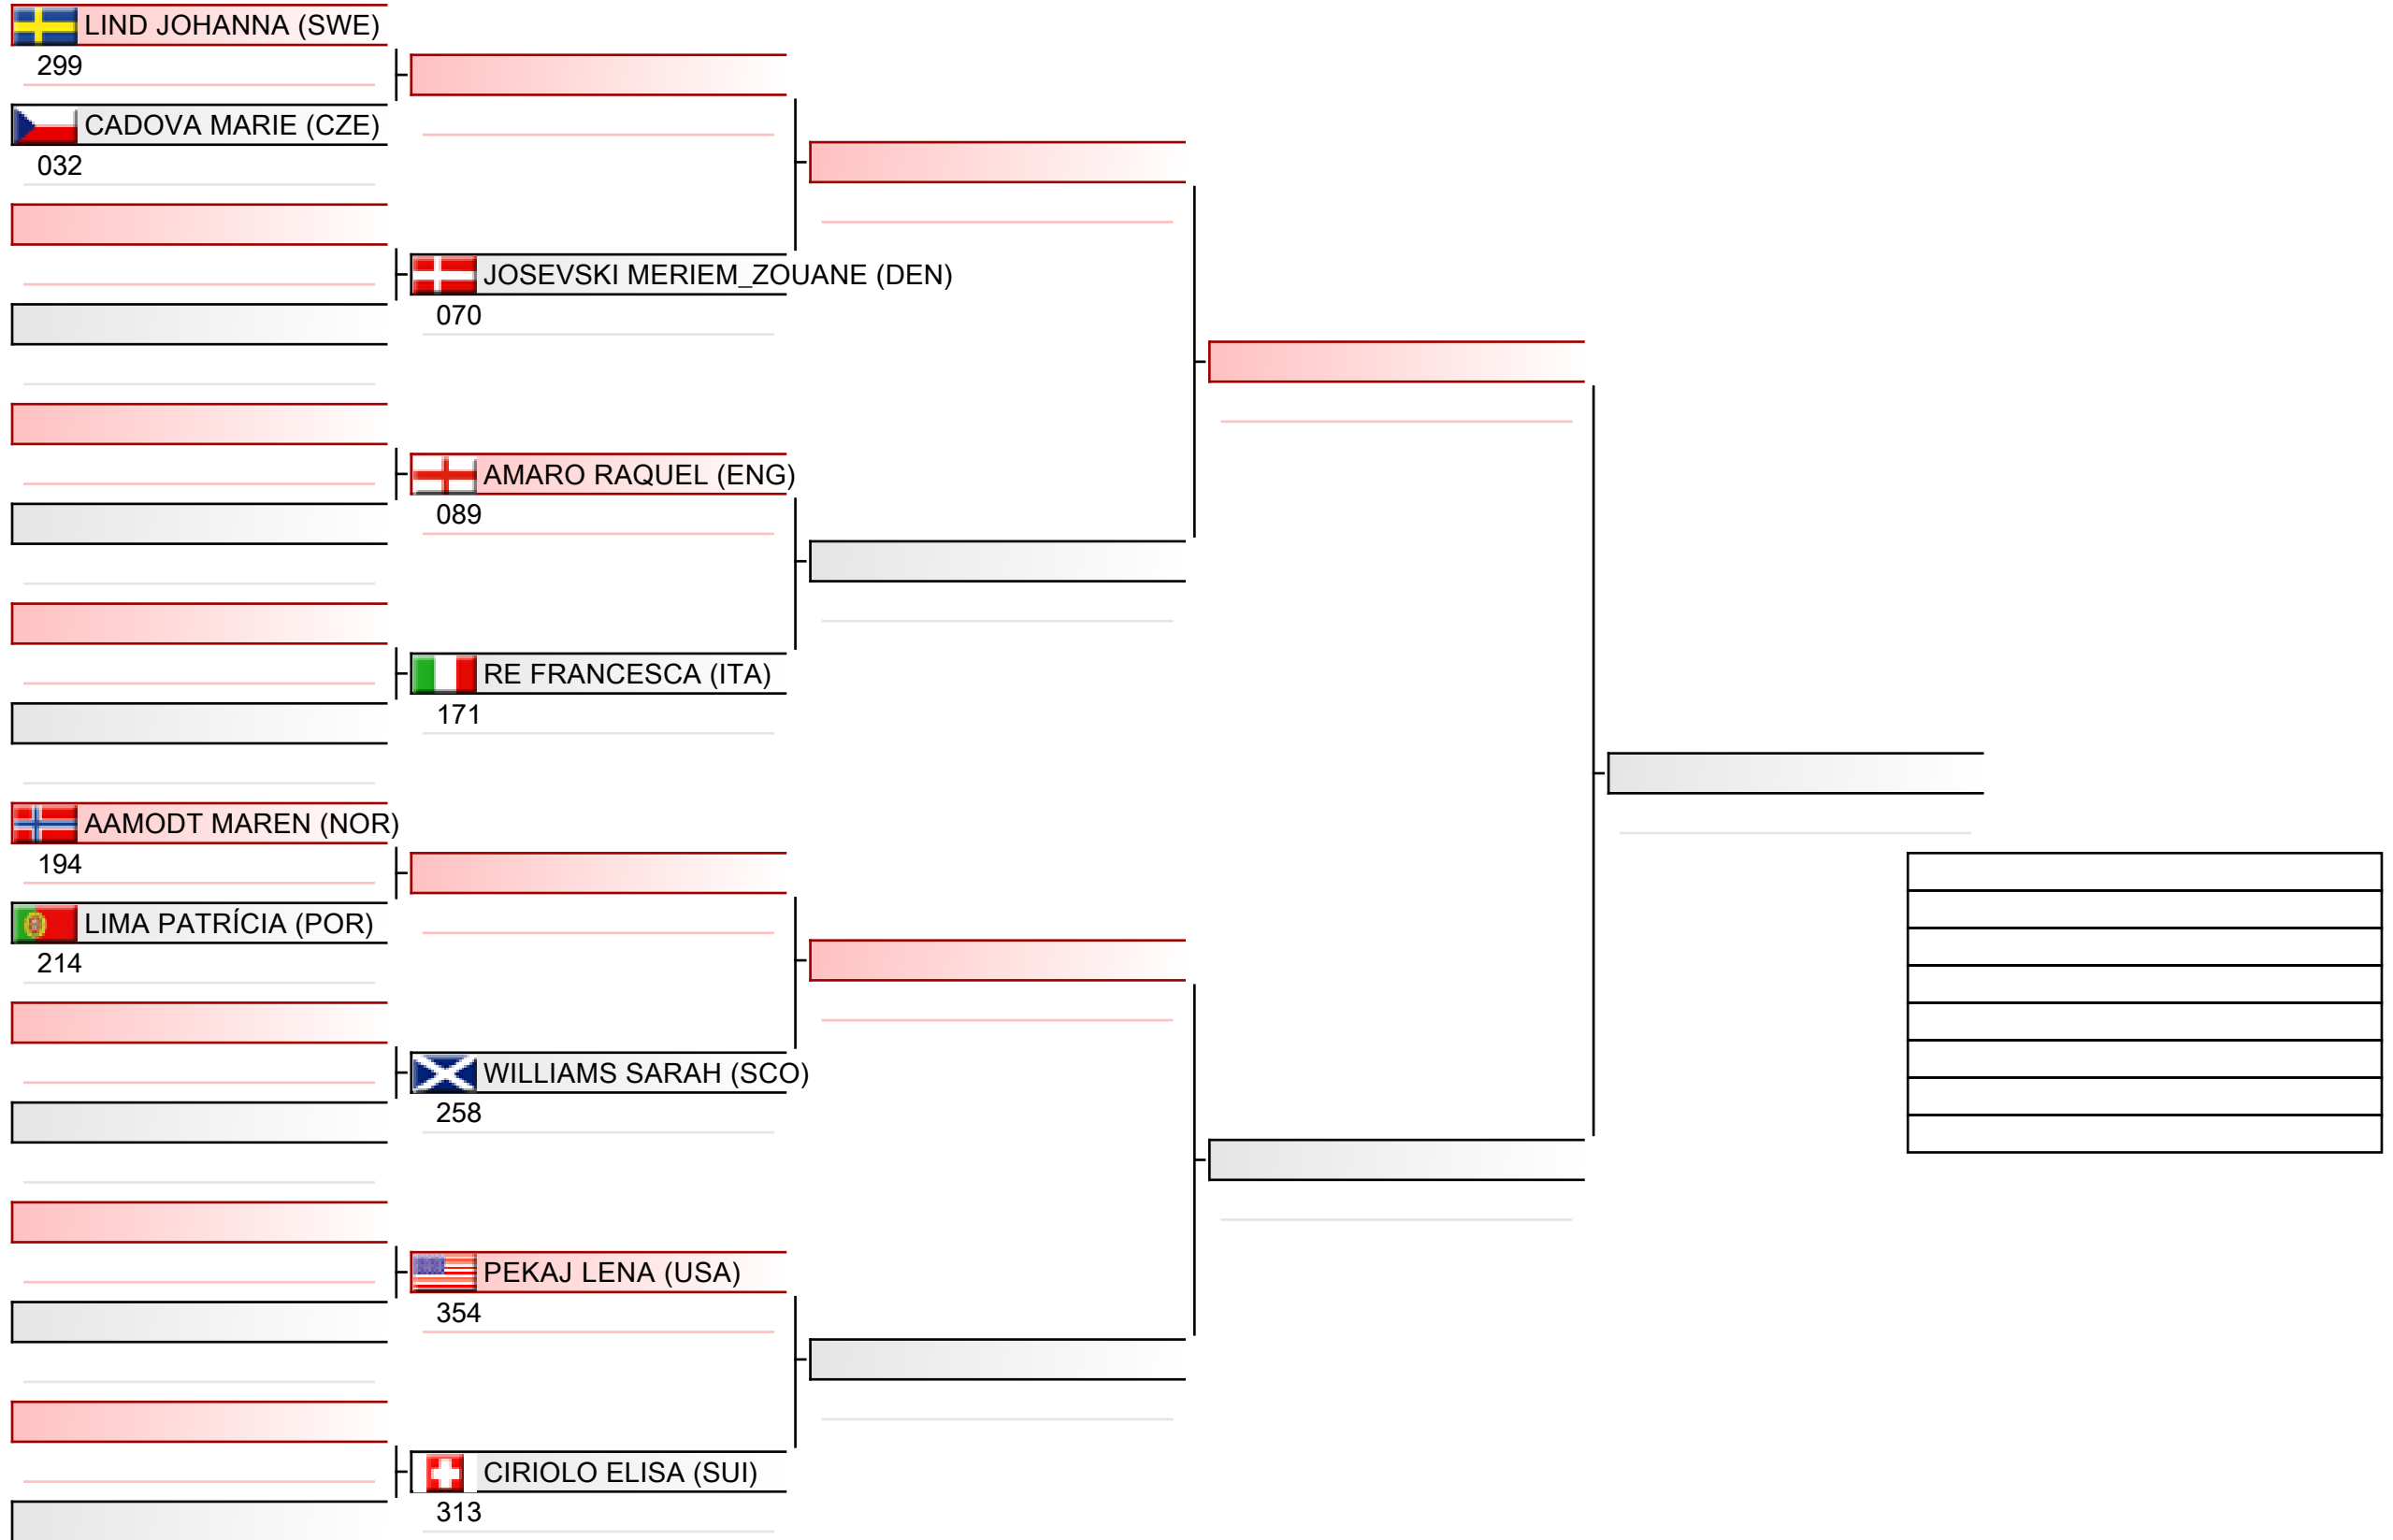 LIND JOHANNA (SWE)
299
CADOVA MARIE (CZE)
032
JOSEVSKI MERIEM_ZOUANE (DEN)
070
AMARO RAQUEL (ENG)
089
RE FRANCESCA (ITA)
171
AAMODT MAREN (NOR)
194
LIMA PATRÍCIA (POR)
214
WILLIAMS SARAH (SCO)
258
PEKAJ LENA (USA)
354
CIRIOLO ELISA (SUI)
313